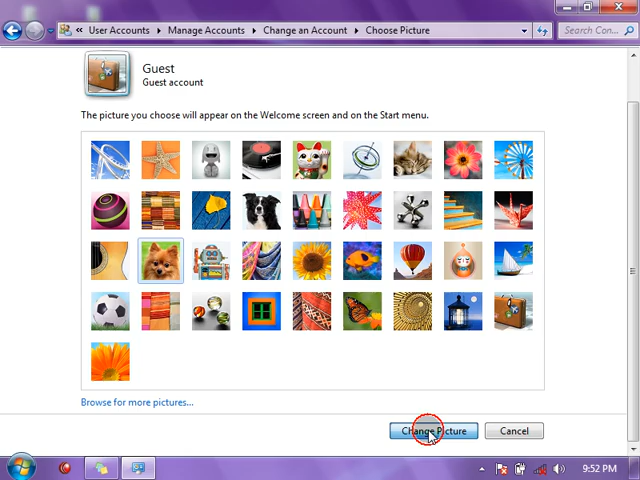 « User Accounts Manage Accounts Change an Account Choose Picture Search Con...
Guest
Guest account
The picture you choose will appear on the Welcome screen and on the Start menu.
Browse for more pictures...
Change Picture Cancel
9:52 PM